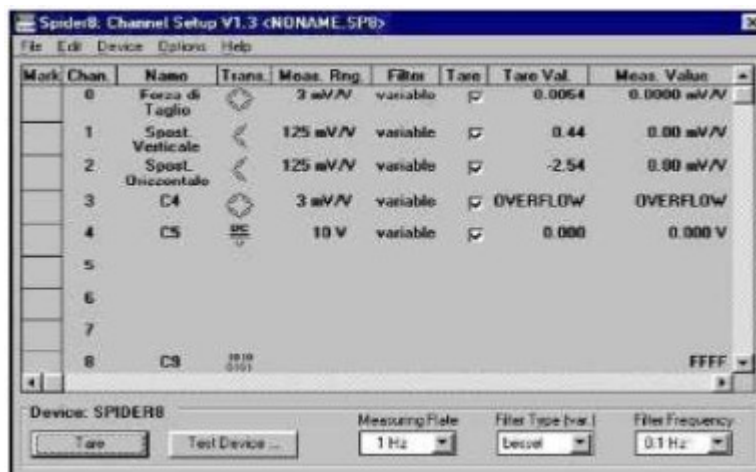 Spider8: Channel Setup V1.3 <NONAME.SP8>
File Edit Device Options Help
Mark Chan. Name Trans. Meas. Rng. Filter Tare Tare Val. Meas. Value
0 Forza di Taglio 3 mV/V variable 0.0064 0.0000 mV/V
1 Spost. Verticale 125 mV/V variable 0.44 0.00 mV/V
2 Spost. Orizzontale 125 mV/V variable -2.54 0.00 mV/V
3 C4 3 mV/V variable OVERFLOW OVERFLOW
4 C5 DC 10 V variable 0.000 0.000 V
5
6
7
8 C9 1010 0101 FFFF
Device: SPIDER8
Measuring Rate Filter Type (var.) Filter Frequency
Tare Test Device ... 1 Hz bessel 0.1 Hz